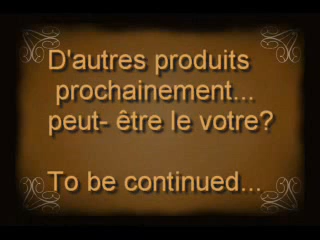 D'autres produits
prochainement...
peut- être le votre?
To be continued...